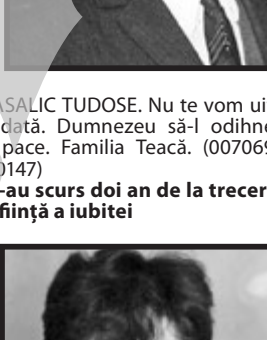 ASALIC TUDOSE. Nu te vom ui
dată. Dumnezeu să-l odihne
pace. Familia Teacă. (007069
0147)
-au scurs doi an de la trecer
ființă a iubitei